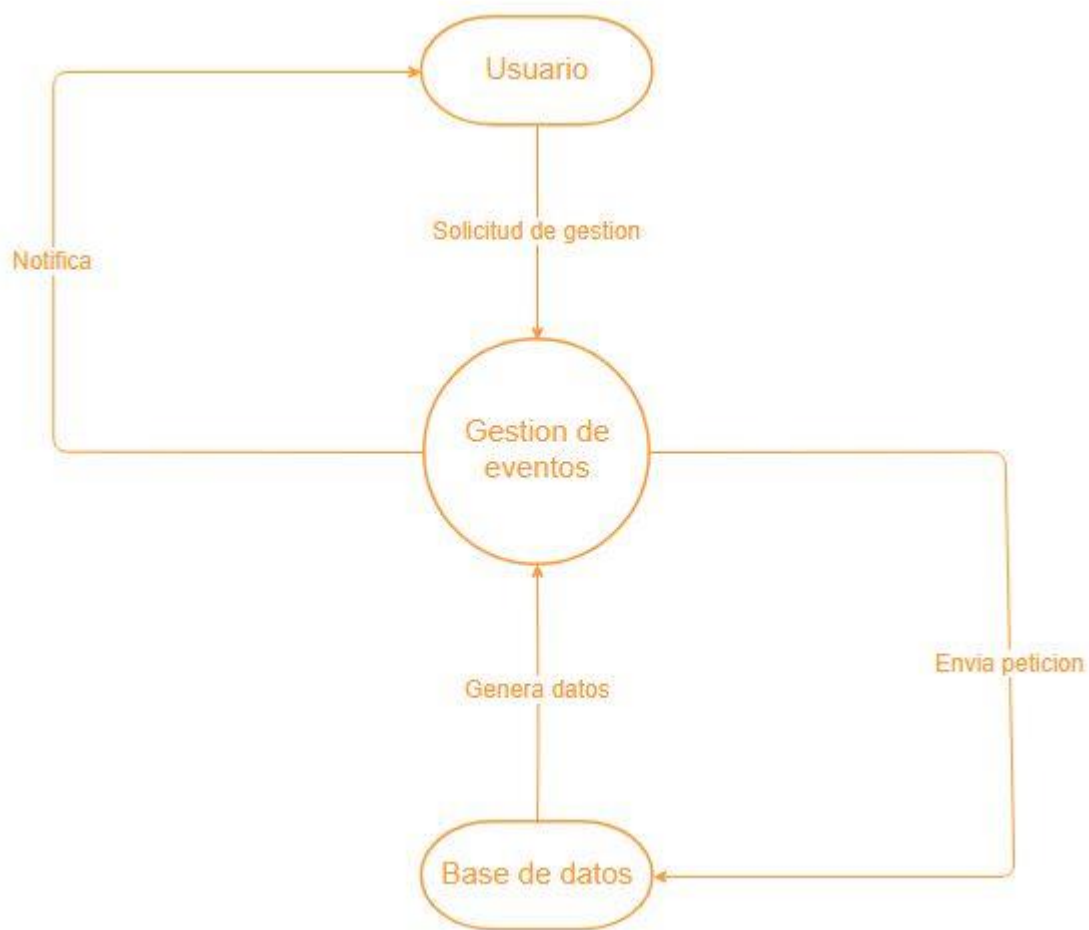 Usuario
Solicitud de gestion
Notifica
Gestion de
eventos
Envia peticion
Genera datos
Base de datos